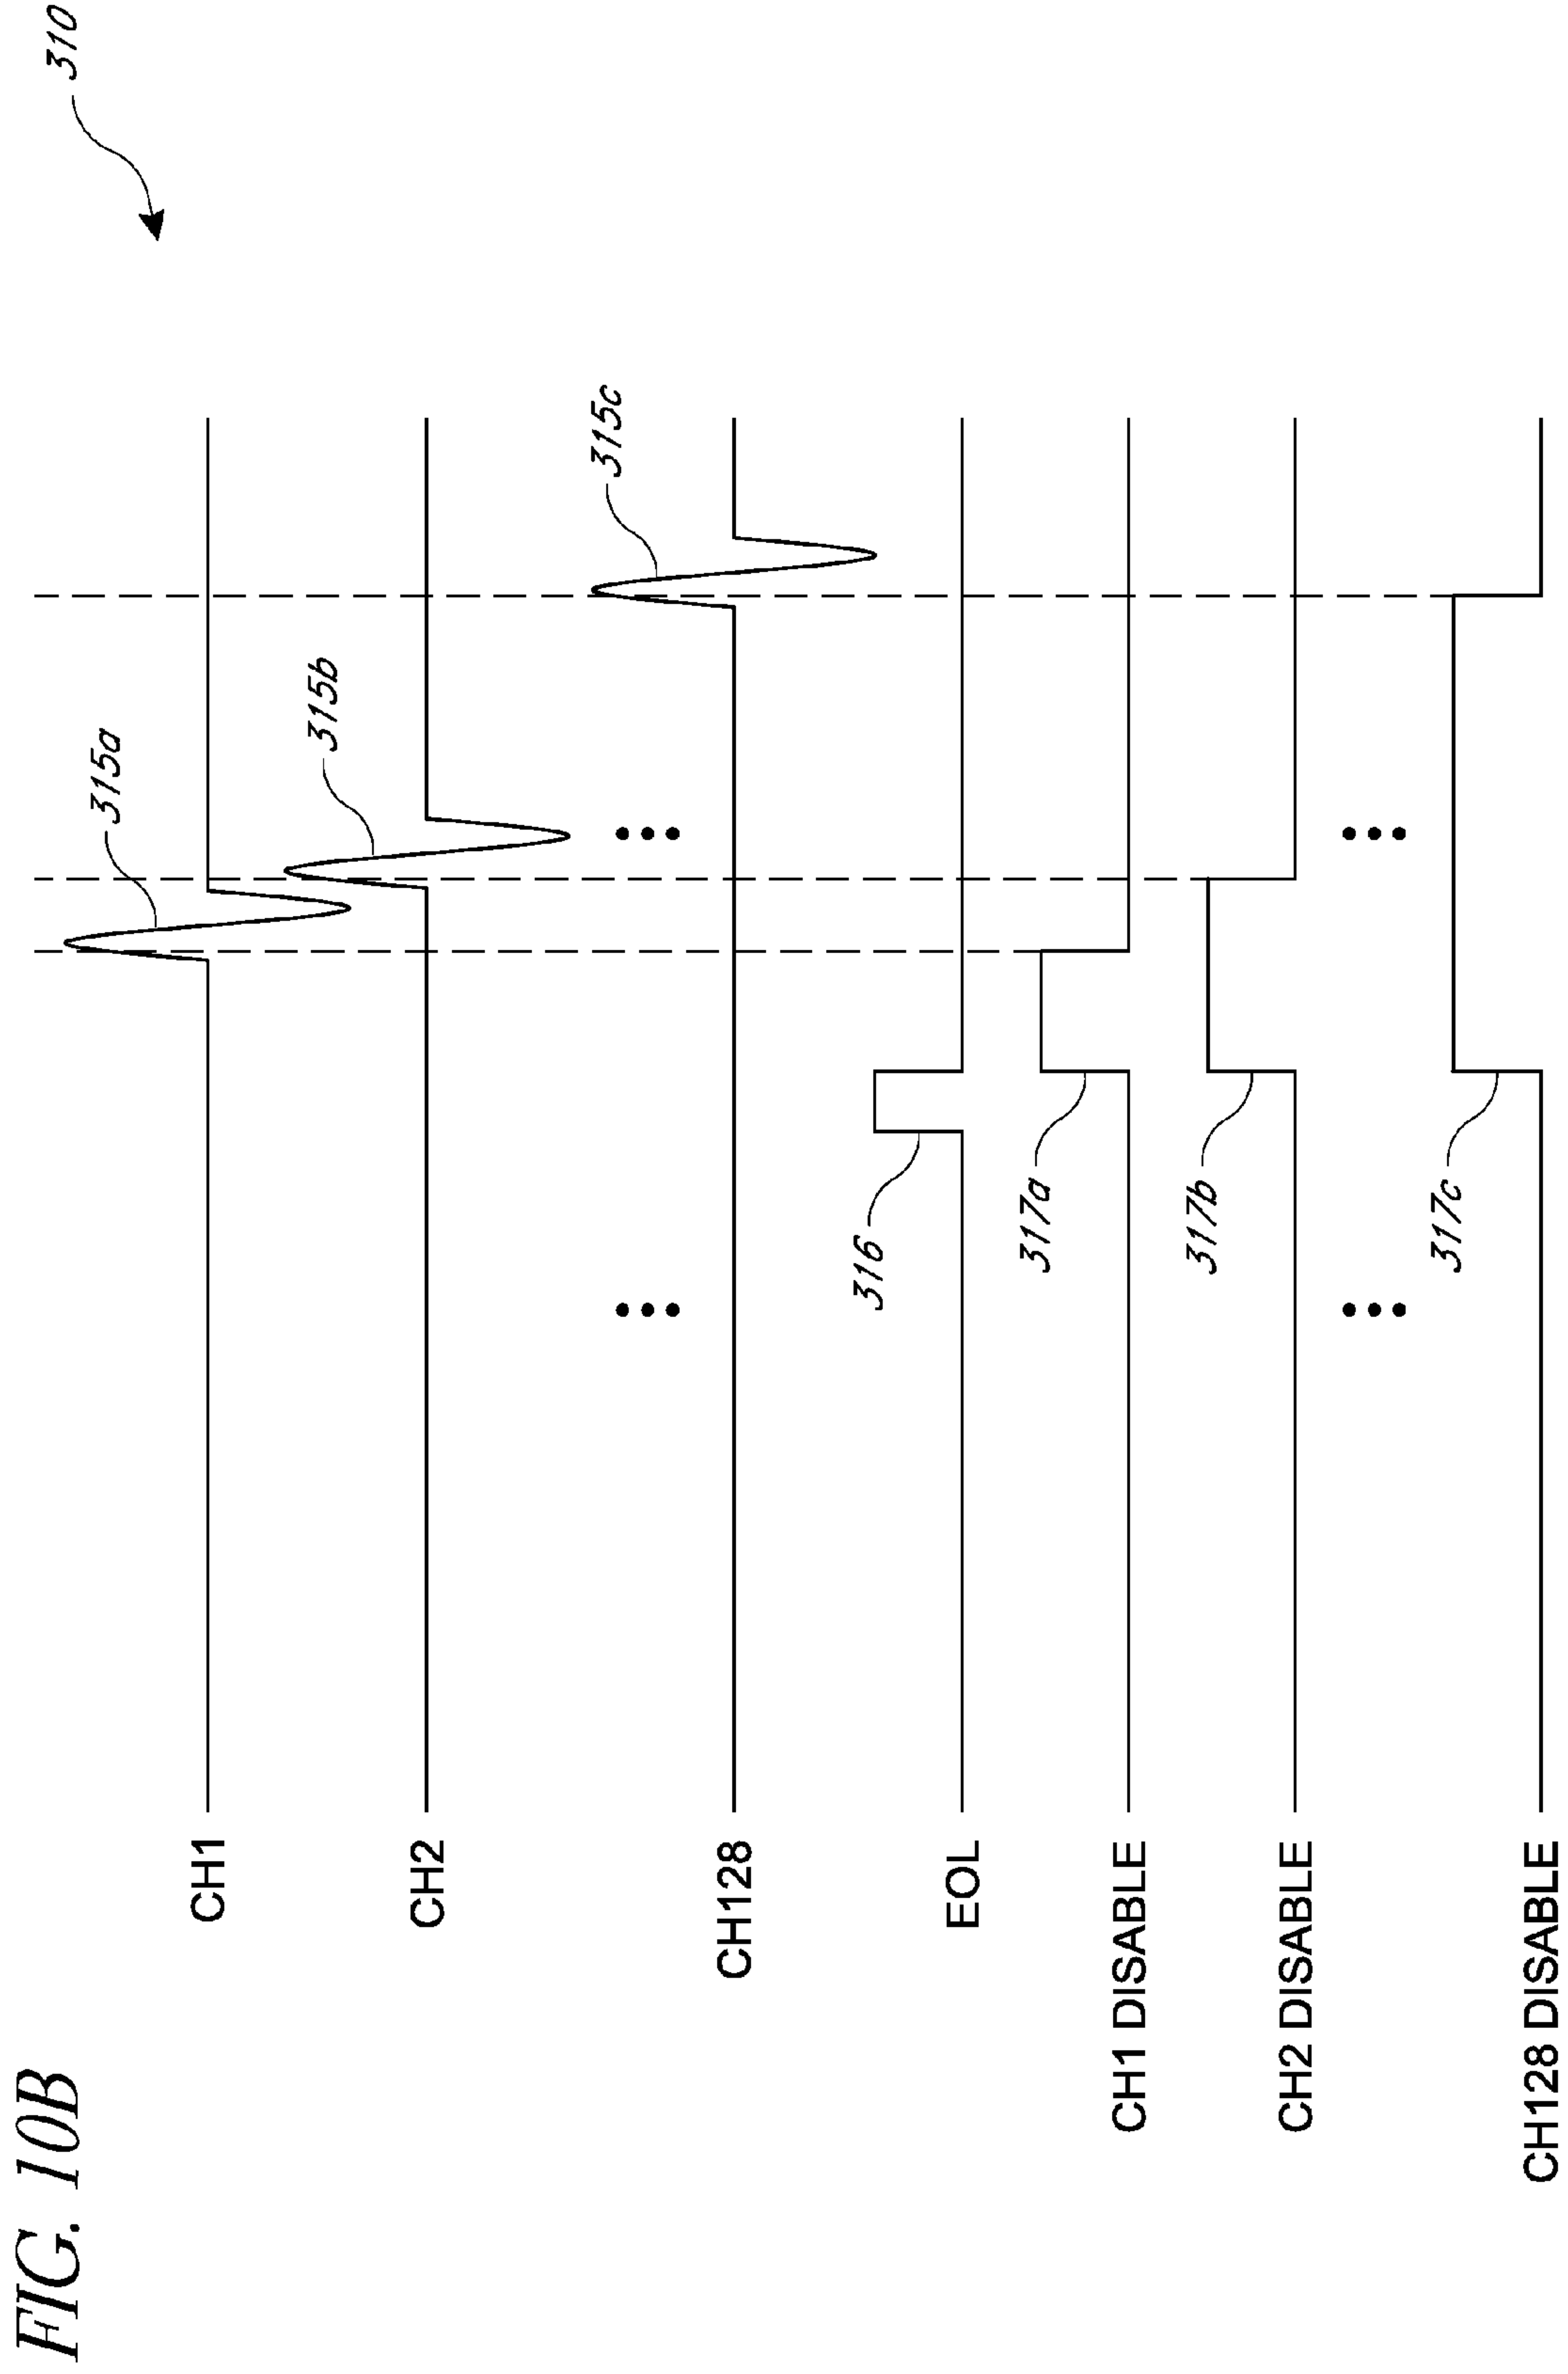 FIG. 10B
310
CH1
315a
CH2
315b
CH128
315c
EOL
316
CH1 DISABLE
317a
CH2 DISABLE
317b
CH128 DISABLE
317c